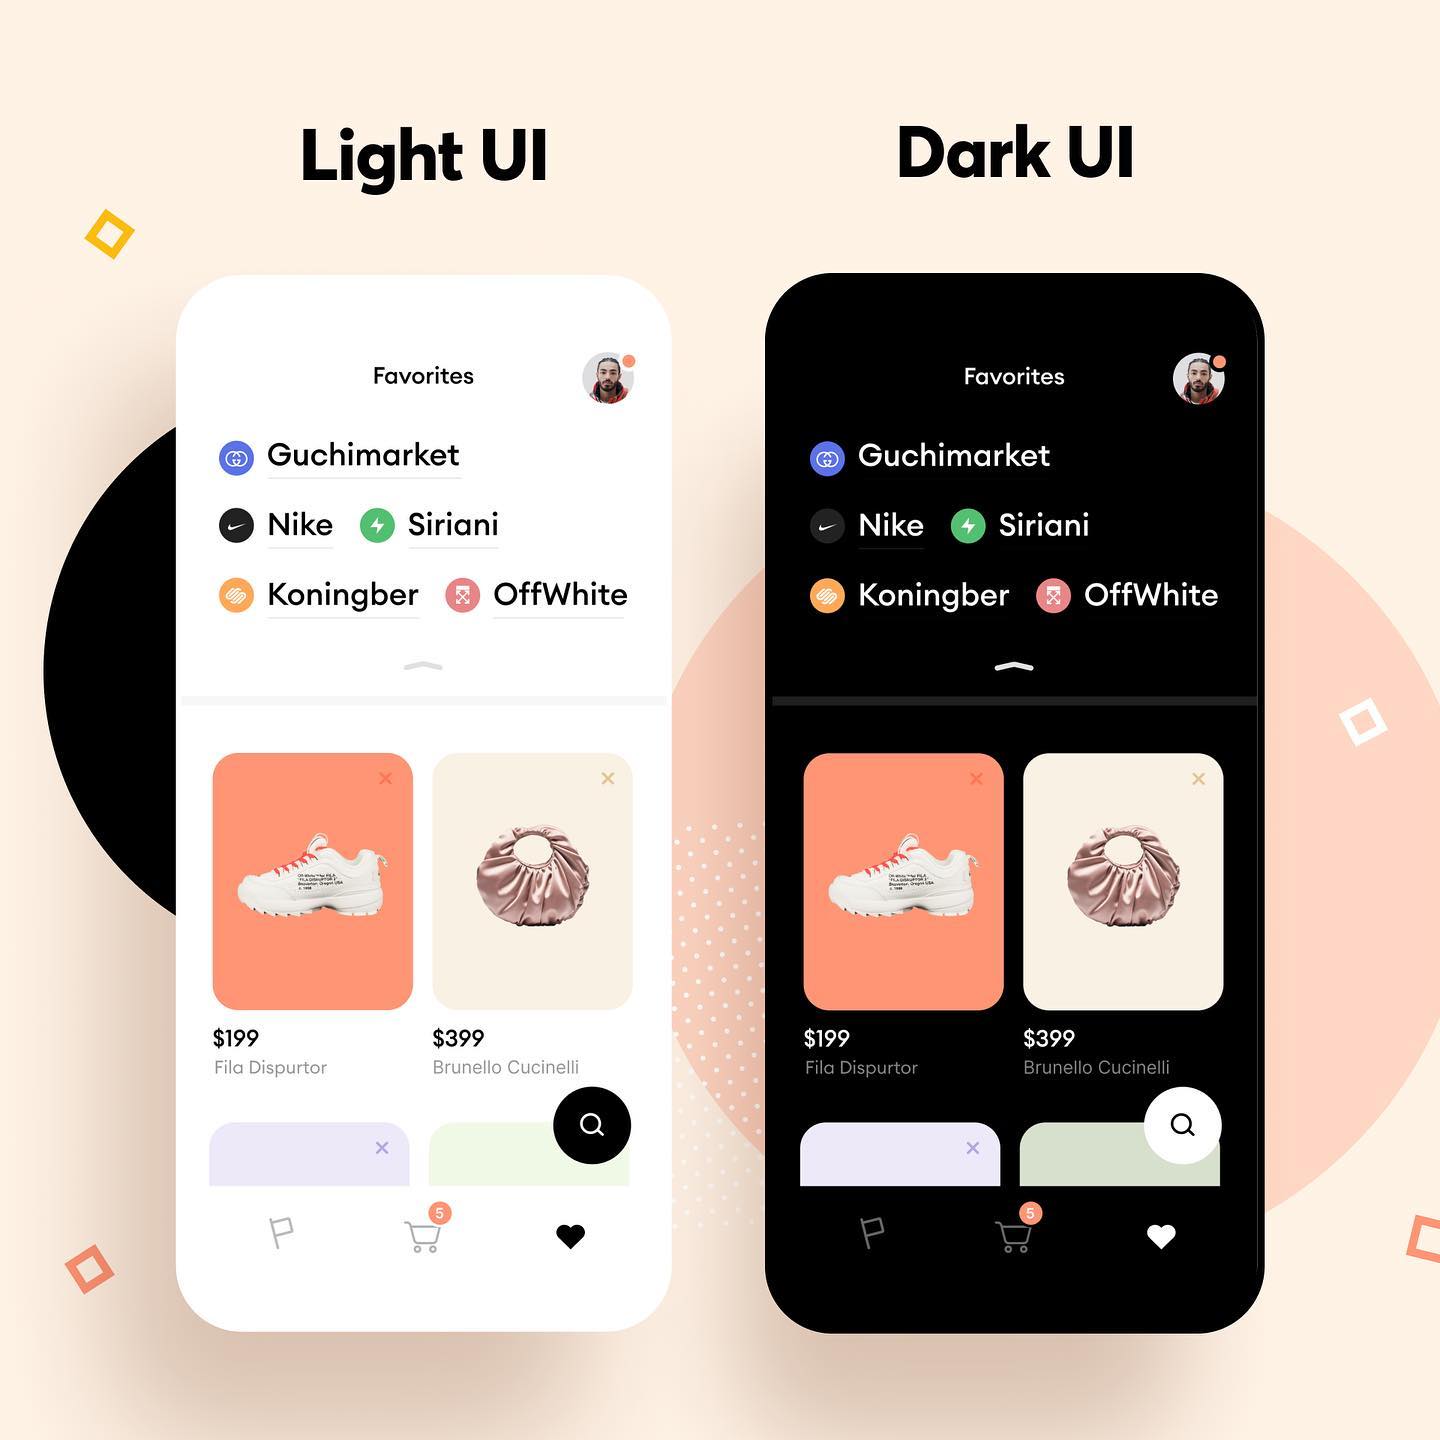 Light UI
Dark UI
Favorites
Guchimarket
Nike Siriani
Koningber OffWhite
$199 $399
Fila Dispurtor Brunello Cucinelli
5
Favorites
Guchimarket
Nike Siriani
Koningber OffWhite
$199 $399
Fila Dispurtor Brunello Cucinelli
5